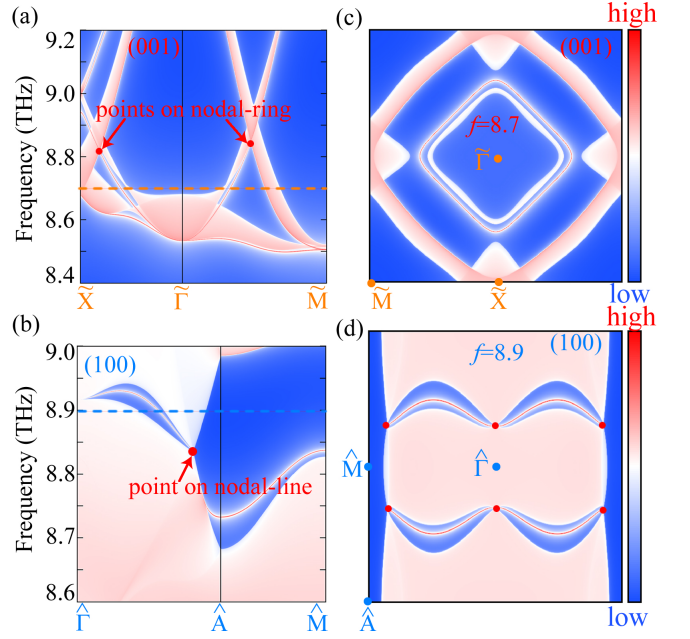 (a)
9.2
9.0
8.8
8.6
8.4
Frequency (THz)
(001)
points on nodal-ring
X̃
Γ̃
M̃
(c)
(001)
f=8.7
Γ̃
M̃
X̃
high
low
(b)
9.0
8.9
8.8
8.7
8.6
Frequency (THz)
(100)
point on nodal-line
Γ̂
Â
M̂
(d)
f=8.9
(100)
M̂
Γ̂
Â
high
low